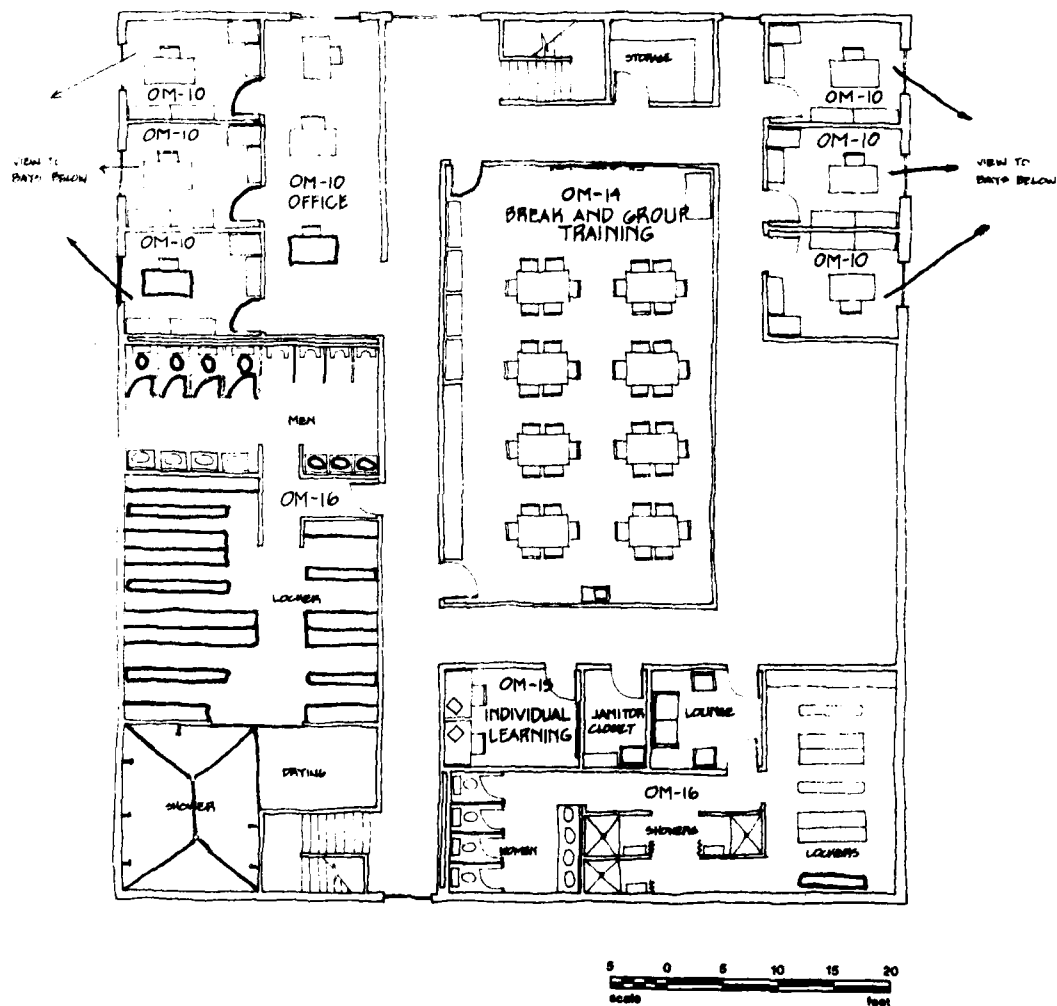 STORAGE
OM-10
OM-10
OM-10
OM-10
OM-10
OFFICE
OM-10
OM-10
VIEW TO
BAYS BELOW
VIEW TO
BAYS BELOW
OM-14
BREAK AND GROUP
TRAINING
MEN
OM-16
LOCKER
OM-15
INDIVIDUAL
LEARNING
JANITOR
CLOSET
LOUNGE
DRYING
SHOWER
OM-16
SHOWERS
WOMEN
LOCKERS
5 0 5 10 15 20
scale feet